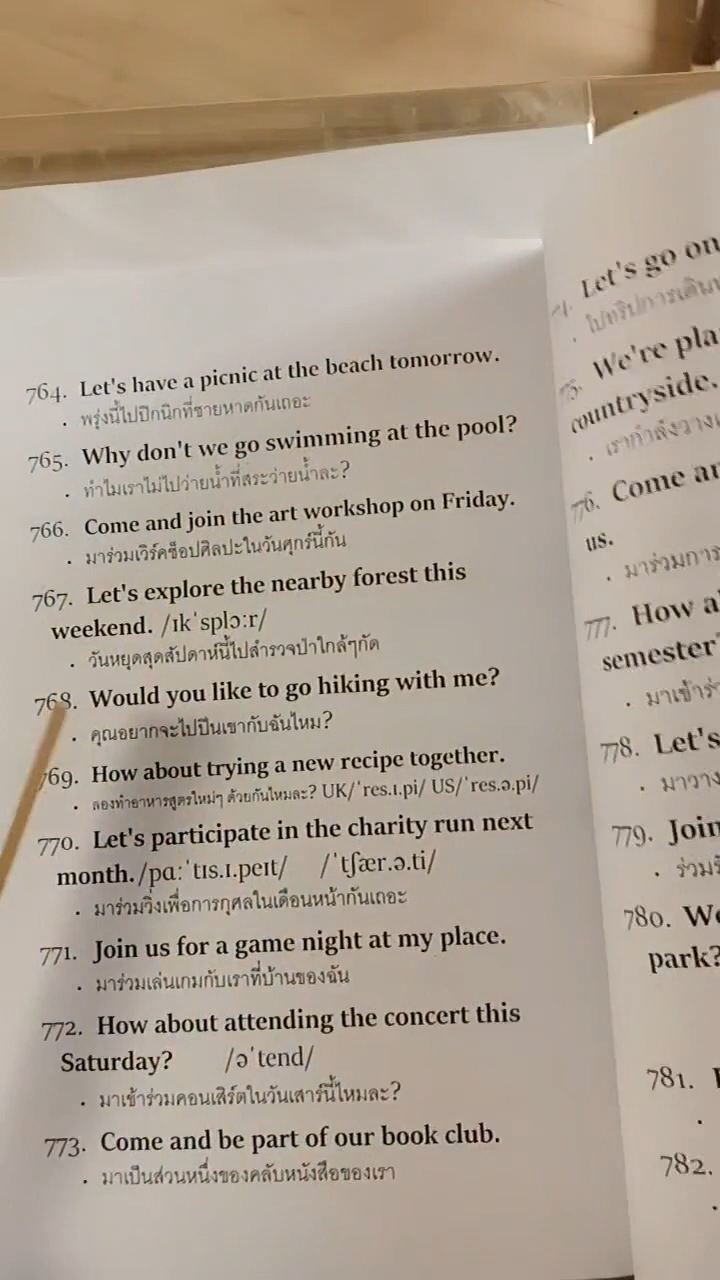 764. Let's have a picnic at the beach tomorrow.
• พรุ่งนี้ไปปิกนิกที่ชายหาดกันเถอะ
765. Why don't we go swimming at the pool?
• ทำไมเราไม่ไปว่ายน้ำที่สระว่ายน้ำละ?
766. Come and join the art workshop on Friday.
• มาร่วมเวิร์คช็อปศิลปะในวันศุกร์นี้กัน
767. Let's explore the nearby forest this
weekend. /ɪkˈsplɔːr/
• วันหยุดสุดสัปดาห์นี้ไปสำรวจป่าใกล้ๆกัด
768. Would you like to go hiking with me?
• คุณอยากจะไปปีนเขากับฉันไหม?
769. How about trying a new recipe together.
• ลองทำอาหารสูตรใหม่ๆ ด้วยกันไหมละ? UK/ˈres.ɪ.pi/ US/ˈres.ə.pi/
770. Let's participate in the charity run next
month. /pɑːˈtɪs.ɪ.peɪt/ /ˈtʃær.ə.ti/
• มาร่วมวิ่งเพื่อการกุศลในเดือนหน้ากันเถอะ
771. Join us for a game night at my place.
• มาร่วมเล่นเกมกับเราที่บ้านของฉัน
772. How about attending the concert this
Saturday? /əˈtend/
• มาเข้าร่วมคอนเสิร์ตในวันเสาร์นี้ไหมละ?
773. Come and be part of our book club.
• มาเป็นส่วนหนึ่งของคลับหนังสือของเรา
Let's go on
We're
countryside.
776. Come
us.
777. How
semester
778. Let's
779. Join
780.
park?
781.
782.